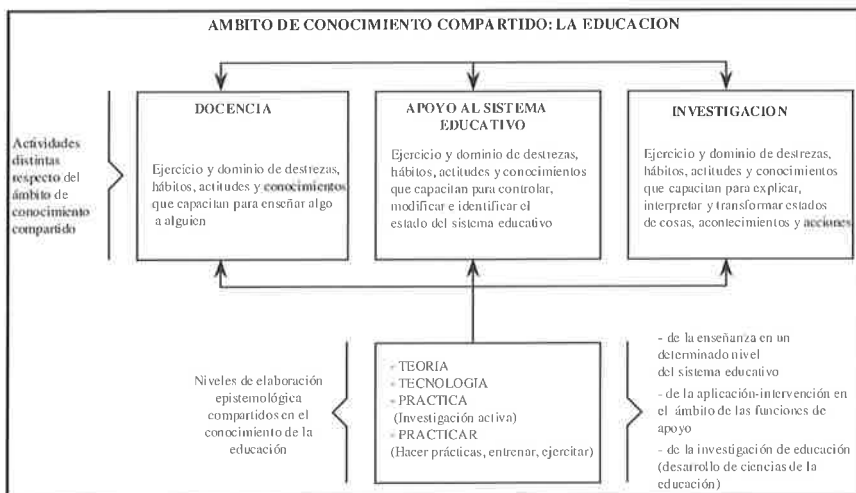 AMBITO DE CONOCIMIENTO COMPARTIDO: LA EDUCACION
Actividades
distintas
respecto del
ámbito de
conocimiento
compartido
DOCENCIA
Ejercicio y dominio de destrezas,
hábitos, actitudes y conocimientos
que capacitan para enseñar algo
a alguien
APOYO AL SISTEMA
EDUCATIVO
Ejercicio y dominio de destrezas,
hábitos, actitudes y conocimientos
que capacitan para controlar,
modificar e identificar el
estado del sistema educativo
INVESTIGACION
Ejercicio y dominio de destrezas,
hábitos, actitudes y conocimientos
que capacitan para explicar,
interpretar y transformar estados
de cosas, acontecimientos y acciones
Niveles de elaboración
epistemológica
compartidos en el
conocimiento de la
educación
- TEORIA
- TECNOLOGIA
- PRACTICA
(Investigación activa)
- PRACTICAR
(Hacer prácticas, entrenar, ejercitar)
- de la enseñanza en un
determinado nivel
del sistema educativo
- de la aplicación-intervención en
el ámbito de las funciones de
apoyo
- de la investigación de educación
(desarrollo de ciencias de la
educación)